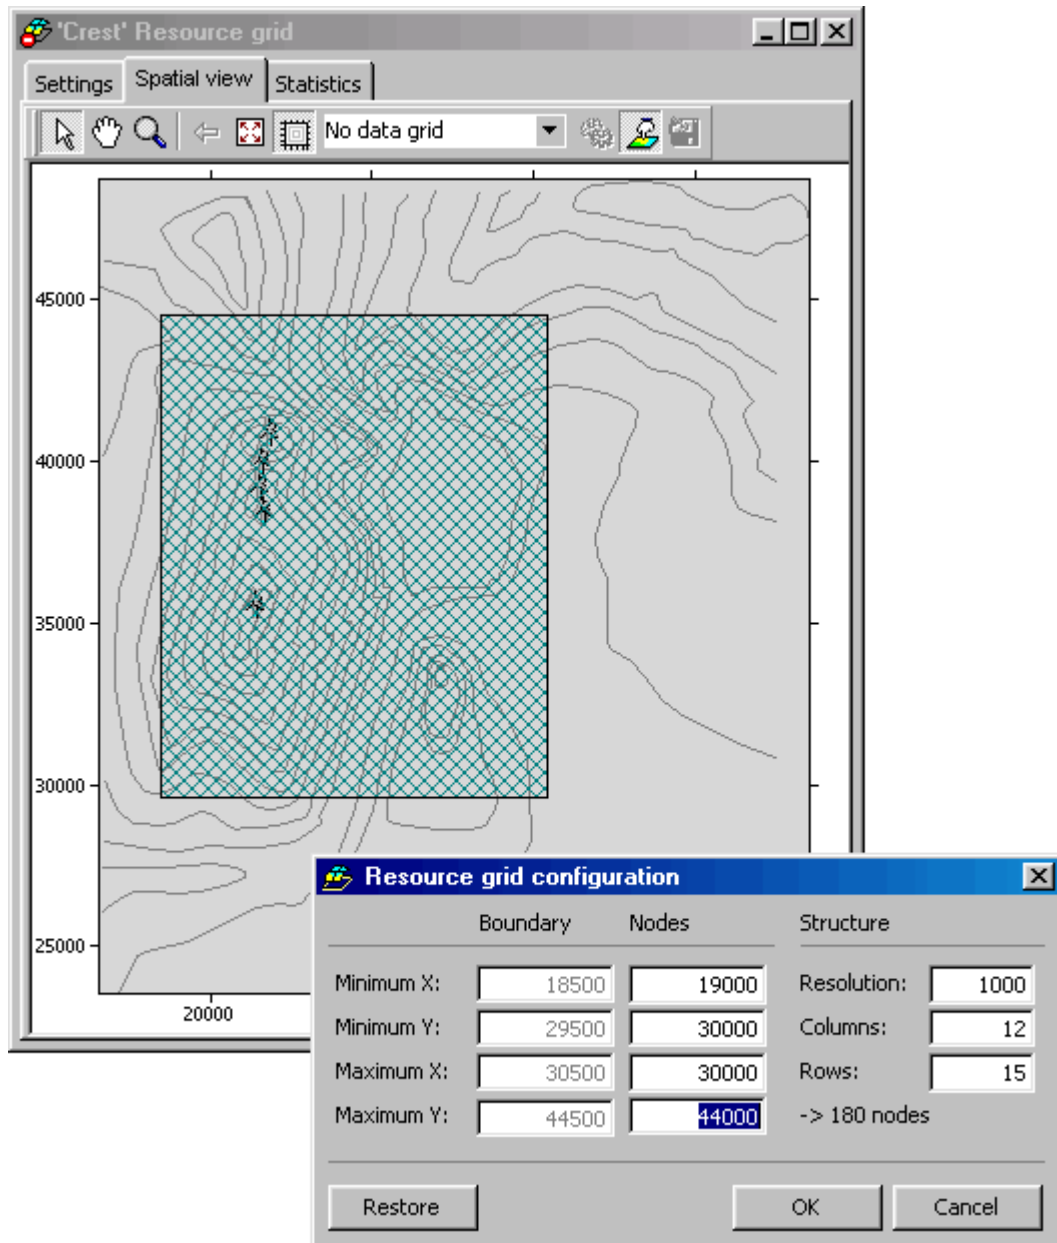 'Crest' Resource grid
Settings Spatial view Statistics
No data grid
45000
40000
35000
30000
25000
20000
Resource grid configuration
Boundary Nodes Structure
Minimum X: 18500 19000 Resolution: 1000
Minimum Y: 29500 30000 Columns: 12
Maximum X: 30500 30000 Rows: 15
Maximum Y: 44500 44000 -> 180 nodes
Restore OK Cancel